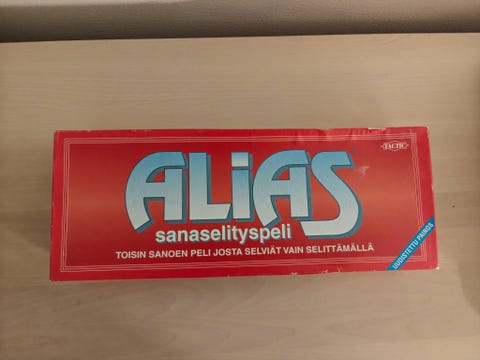 TACTIC
ALIAS
sanaselityspeli
TOISIN SANOEN PELI JOSTA SELVIÄT VAIN SELITTÄMÄLLÄ
UUDISTETTU PAINOS